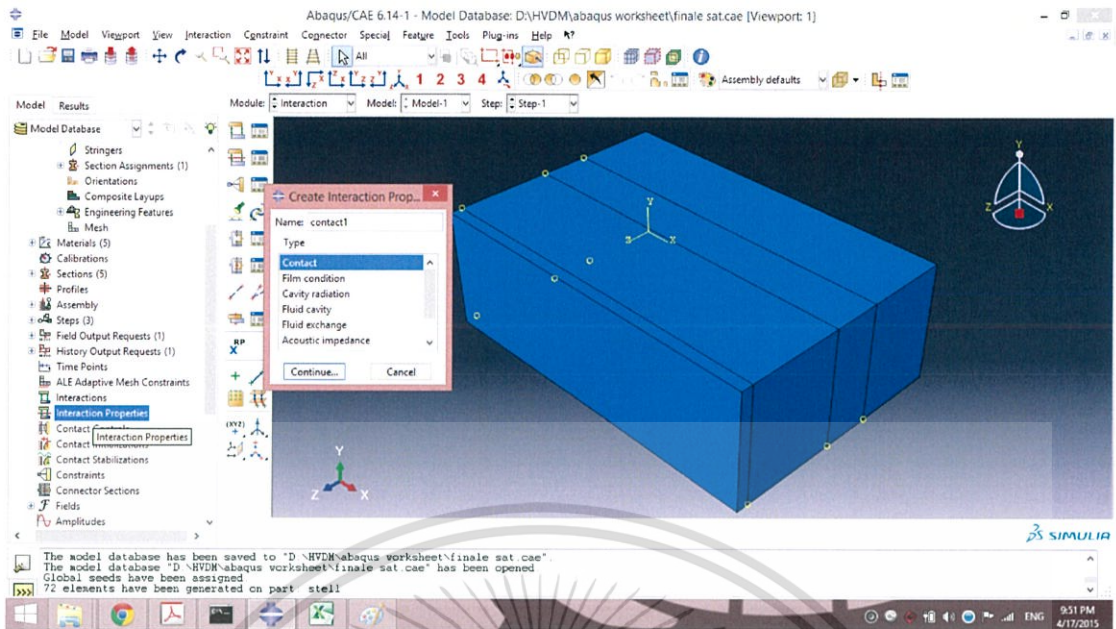 Abaqus/CAE 6.14-1 - Model Database: D:\HVDM\abaqus worksheet\finale sat.cae [Viewport: 1]
File Model Viewport View Interaction Constraint Connector Special Feature Tools Plug-ins Help
All
1 2 3 4
Assembly defaults
Model Results
Module: Interaction Model: Model-1 Step: Step-1
Model Database
Stringers
Section Assignments (1)
Orientations
Composite Layups
Engineering Features
Mesh
Materials (5)
Calibrations
Sections (5)
Profiles
Assembly
Steps (3)
Field Output Requests (1)
History Output Requests (1)
Time Points
ALE Adaptive Mesh Constraints
Interactions
Interaction Properties
Contact
Interaction Properties
Contact
Contact Stabilizations
Constraints
Connector Sections
Fields
Amplitudes
RP
(XYZ)
Create Interaction Prop...
Name: contact1
Type
Contact
Film condition
Cavity radiation
Fluid cavity
Fluid exchange
Acoustic impedance
Continue... Cancel
Y
Z X
Y
Z X
Y
Z X
SIMULIA
The model database has been saved to "D:\HVDM\abaqus worksheet\finale sat.cae".
The model database "D:\HVDM\abaqus worksheet\finale sat.cae" has been opened
Global seeds have been assigned
72 elements have been generated on part stell
ENG
9:51 PM
4/17/2015